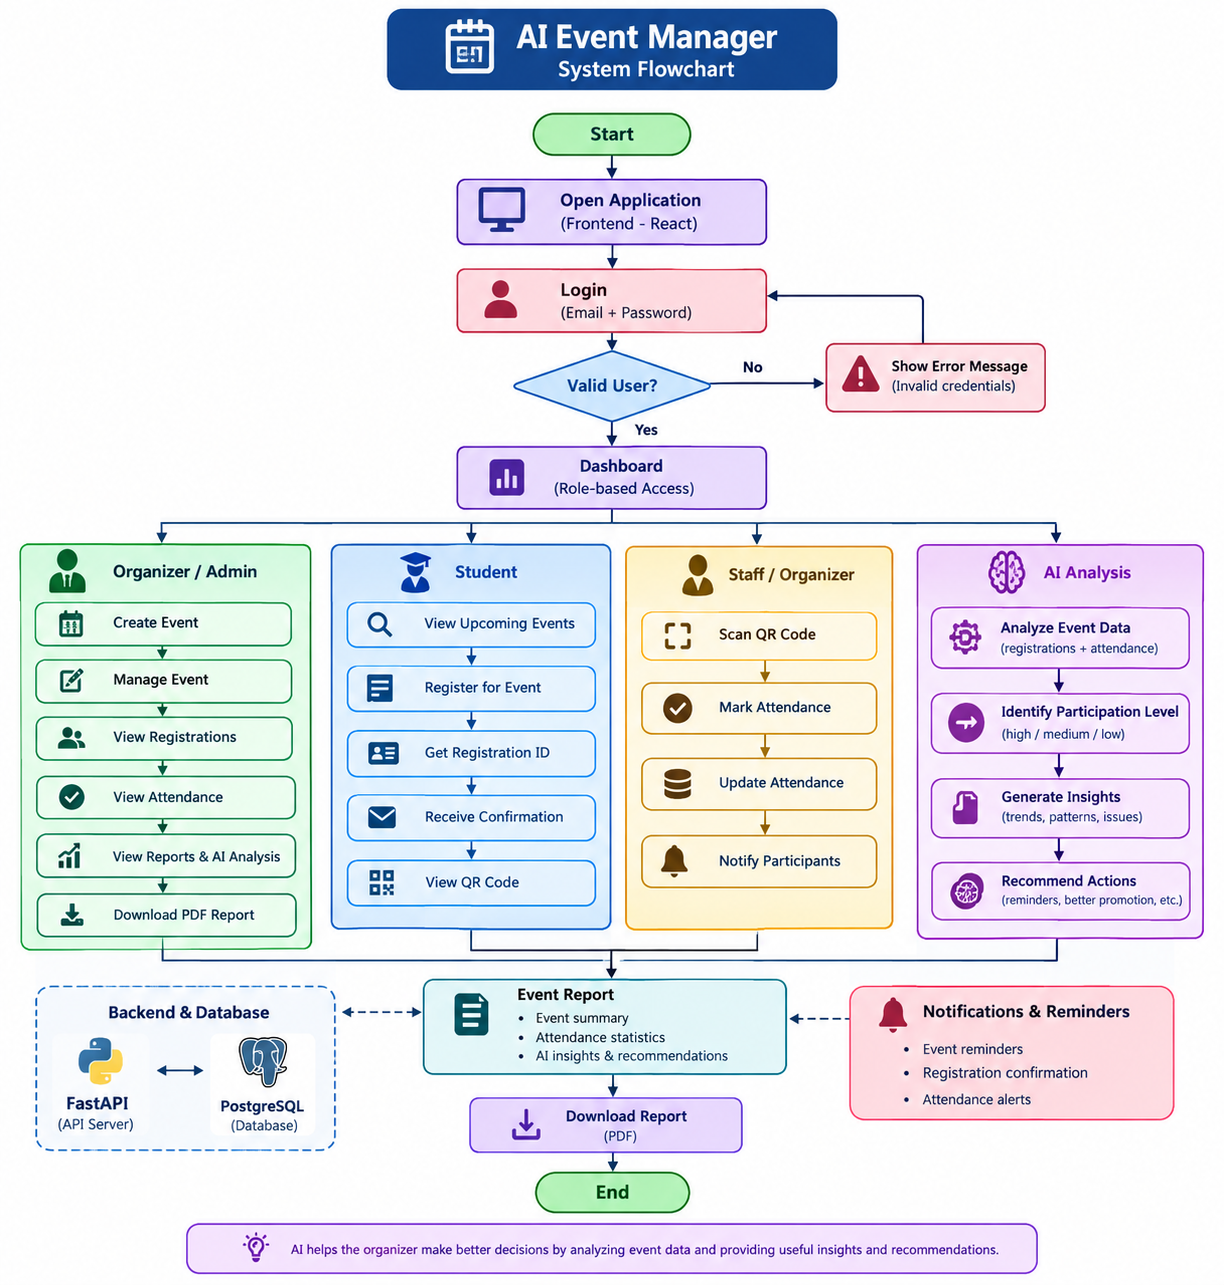 AI Event Manager
System Flowchart
Start
Open Application
(Frontend - React)
Login
(Email + Password)
Valid User?
No
Show Error Message
(Invalid credentials)
Yes
Dashboard
(Role-based Access)
Organizer / Admin
Create Event
Manage Event
View Registrations
View Attendance
View Reports & AI Analysis
Download PDF Report
Student
View Upcoming Events
Register for Event
Get Registration ID
Receive Confirmation
View QR Code
Staff / Organizer
Scan QR Code
Mark Attendance
Update Attendance
Notify Participants
AI Analysis
Analyze Event Data
(registrations + attendance)
Identify Participation Level
(high / medium / low)
Generate Insights
(trends, patterns, issues)
Recommend Actions
(reminders, better promotion, etc.)
Backend & Database
FastAPI
(API Server)
PostgreSQL
(Database)
Event Report
• Event summary
• Attendance statistics
• AI insights & recommendations
Notifications & Reminders
• Event reminders
• Registration confirmation
• Attendance alerts
Download Report
(PDF)
End
AI helps the organizer make better decisions by analyzing event data and providing useful insights and recommendations.